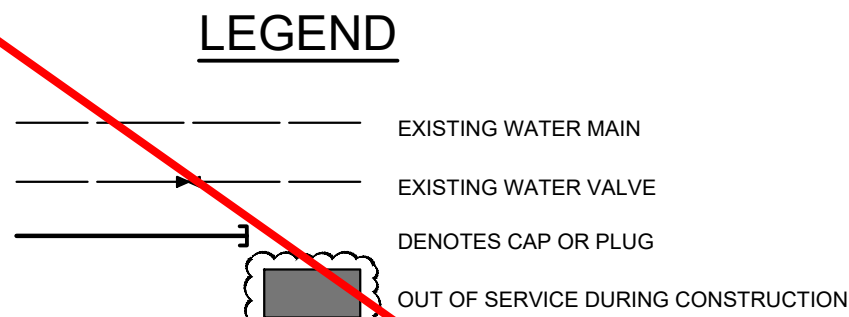 LEGEND
EXISTING WATER MAIN
EXISTING WATER VALVE
DENOTES CAP OR PLUG
OUT OF SERVICE DURING CONSTRUCTION